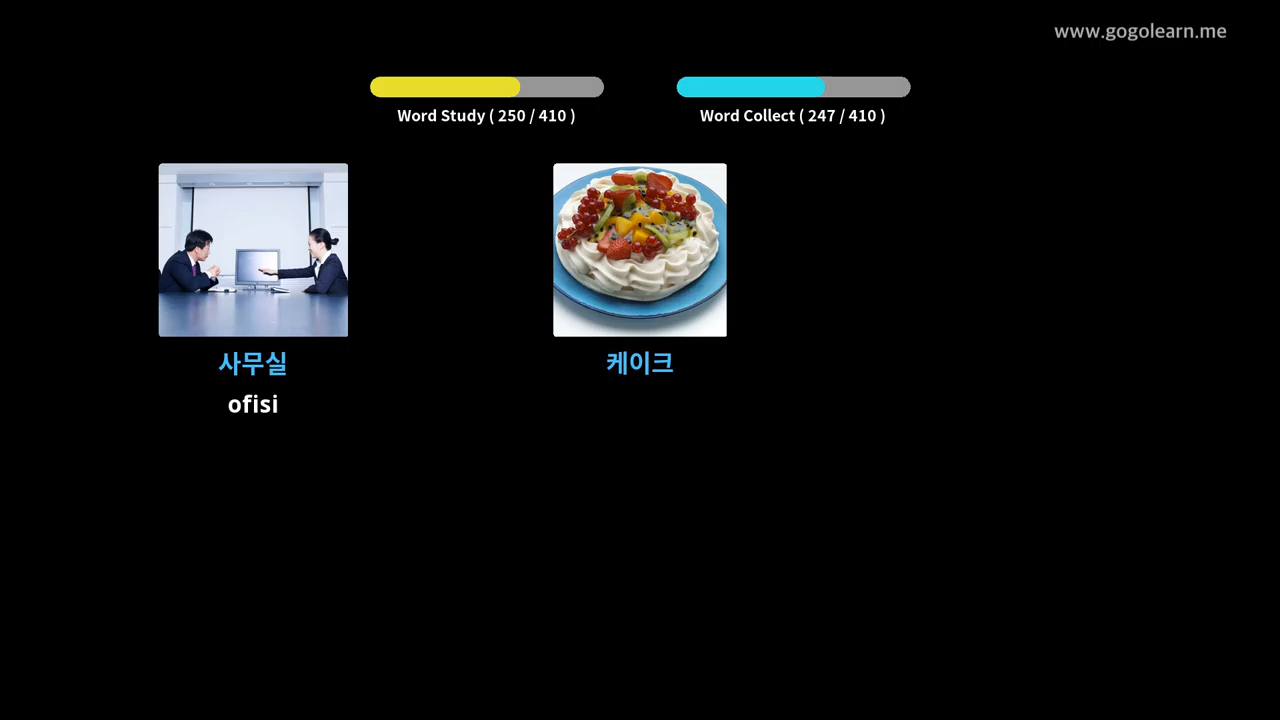 www.gogolearn.me
Word Study ( 250 / 410 )
Word Collect ( 247 / 410 )
사무실
케이크
ofisi